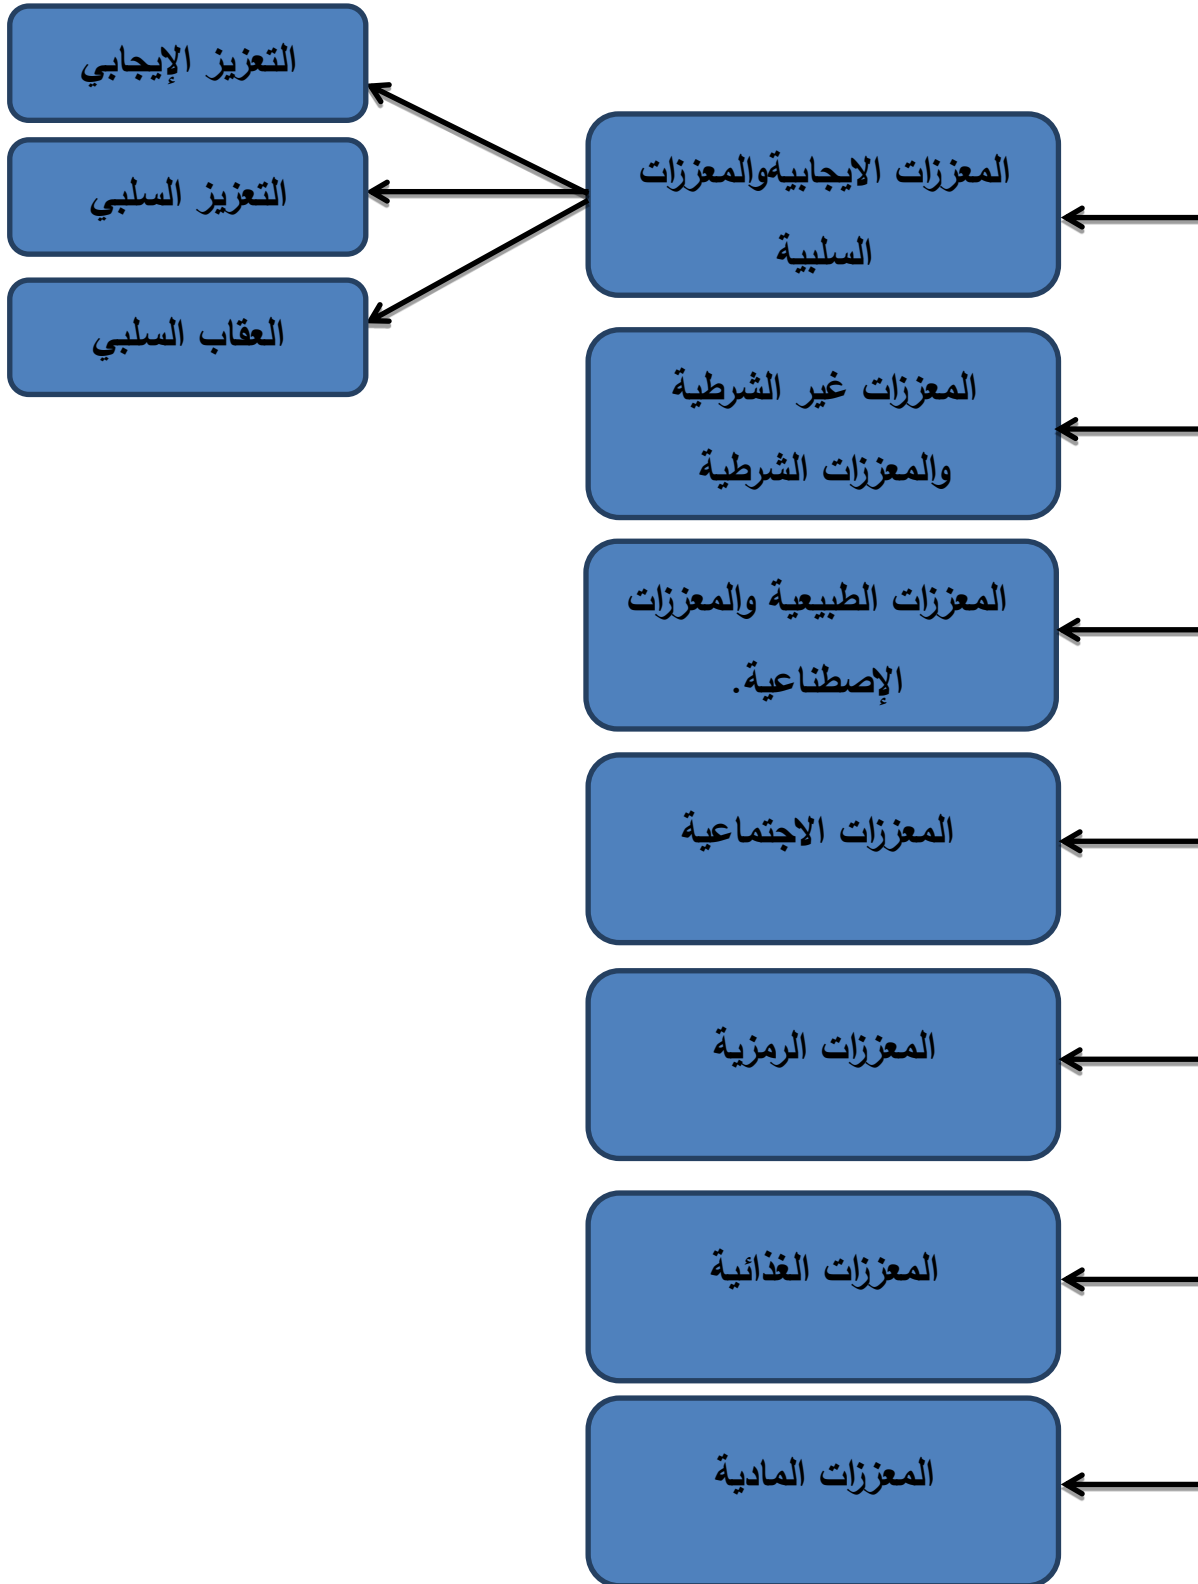 المعززات الايجابيةوالمعززات
السلبية
التعزيز الإيجابي
التعزيز السلبي
العقاب السلبي
المعززات غير الشرطية
والمعززات الشرطية
المعززات الطبيعية والمعززات
الإصطناعية.
المعززات الاجتماعية
المعززات الرمزية
المعززات الغذائية
المعززات المادية